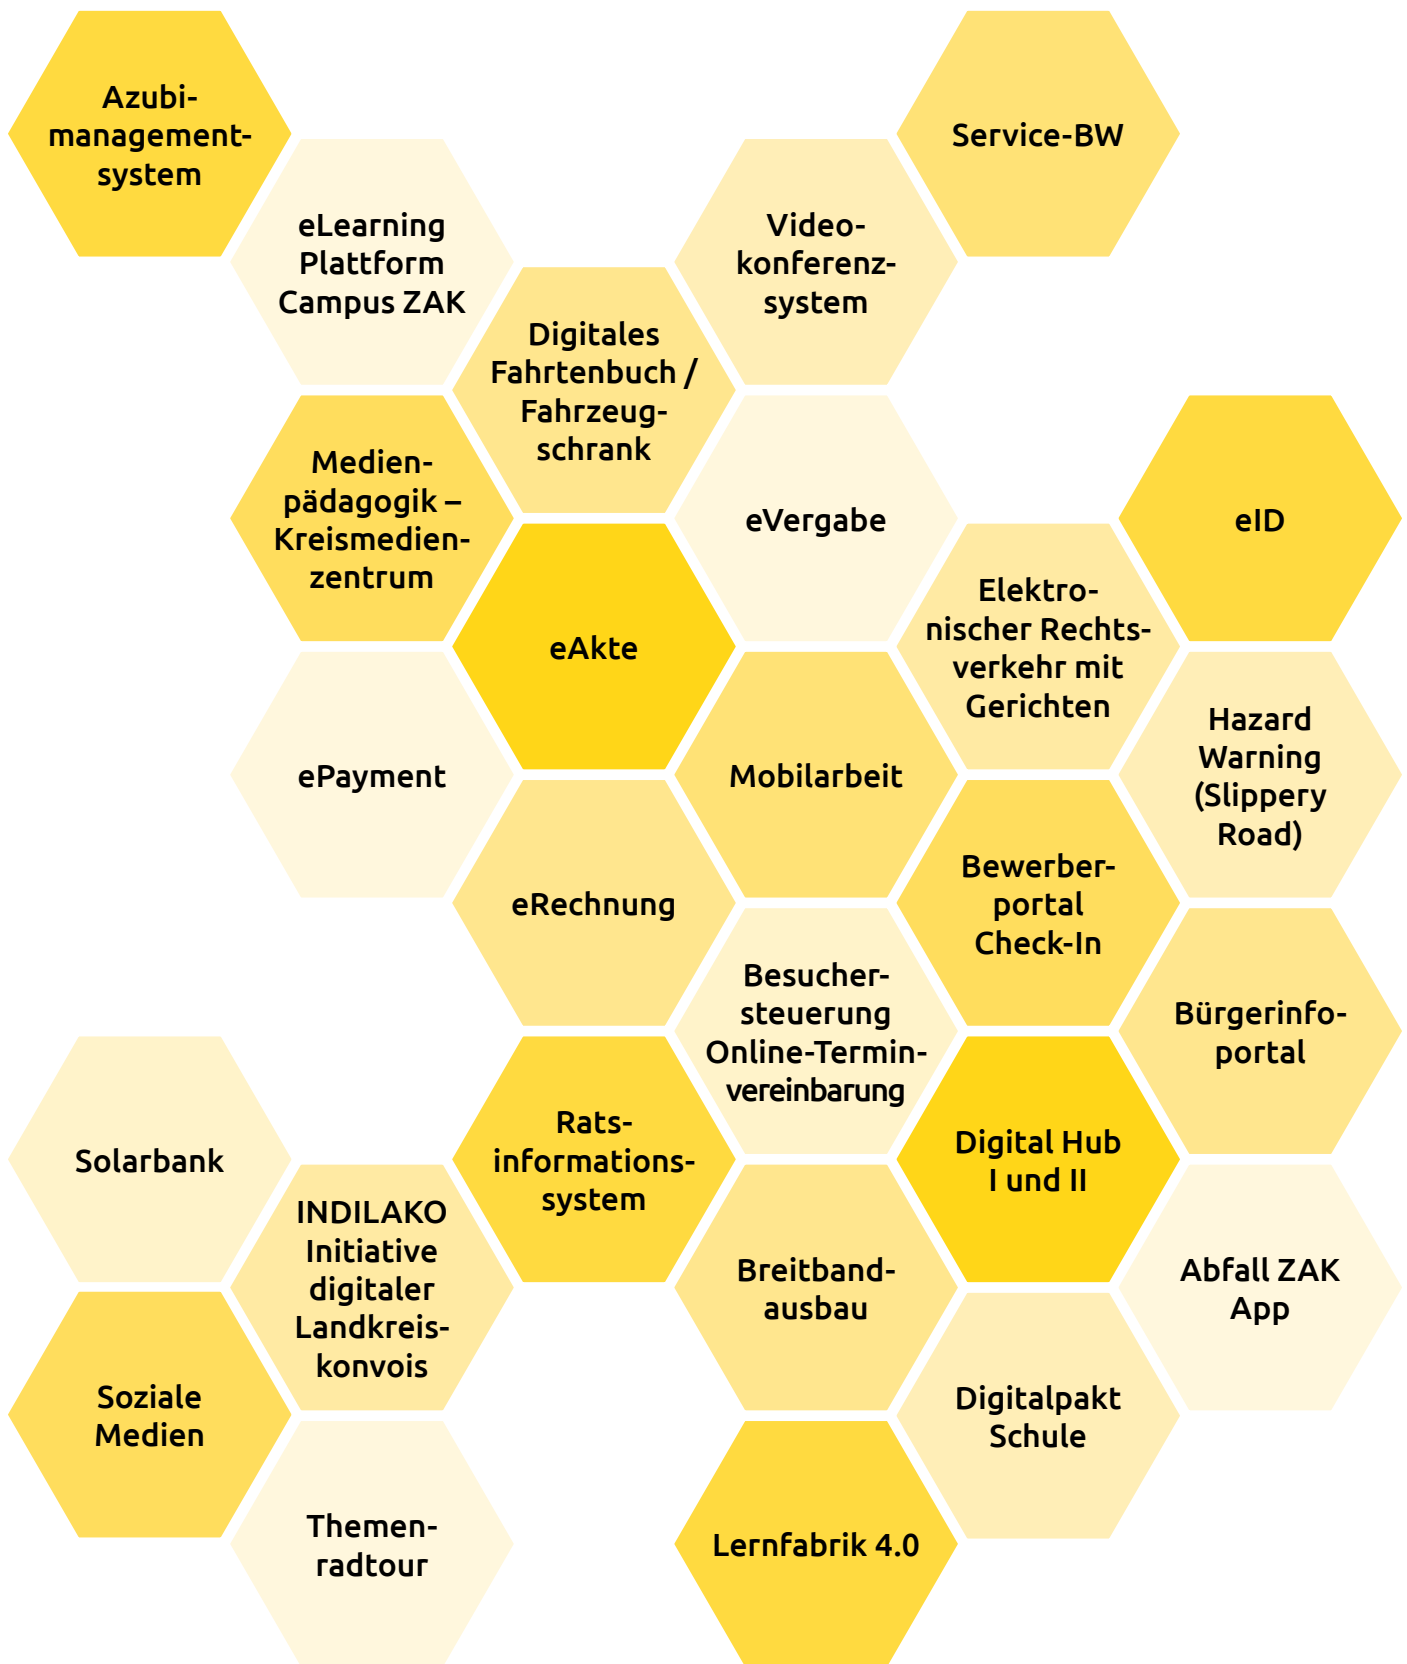 Azubi-
management-
system
Service-BW
eLearning
Plattform
Campus ZAK
Video-
konferenz-
system
Digitales
Fahrtenbuch /
Fahrzeug-
schrank
Medien-
pädagogik –
Kreismedien-
zentrum
eVergabe
eID
eAkte
Elektro-
nischer Rechts-
verkehr mit
Gerichten
ePayment
Mobilarbeit
Hazard
Warning
(Slippery
Road)
eRechnung
Bewerber-
portal
Check-In
Besucher-
steuerung
Online-Termin-
vereinbarung
Bürgerinfo-
portal
Solarbank
Rats-
informations-
system
Digital Hub
I und II
INDILAKO
Initiative
digitaler
Landkreis-
konvois
Breitband-
ausbau
Abfall ZAK
App
Soziale
Medien
Digitalpakt
Schule
Themen-
radtour
Lernfabrik 4.0